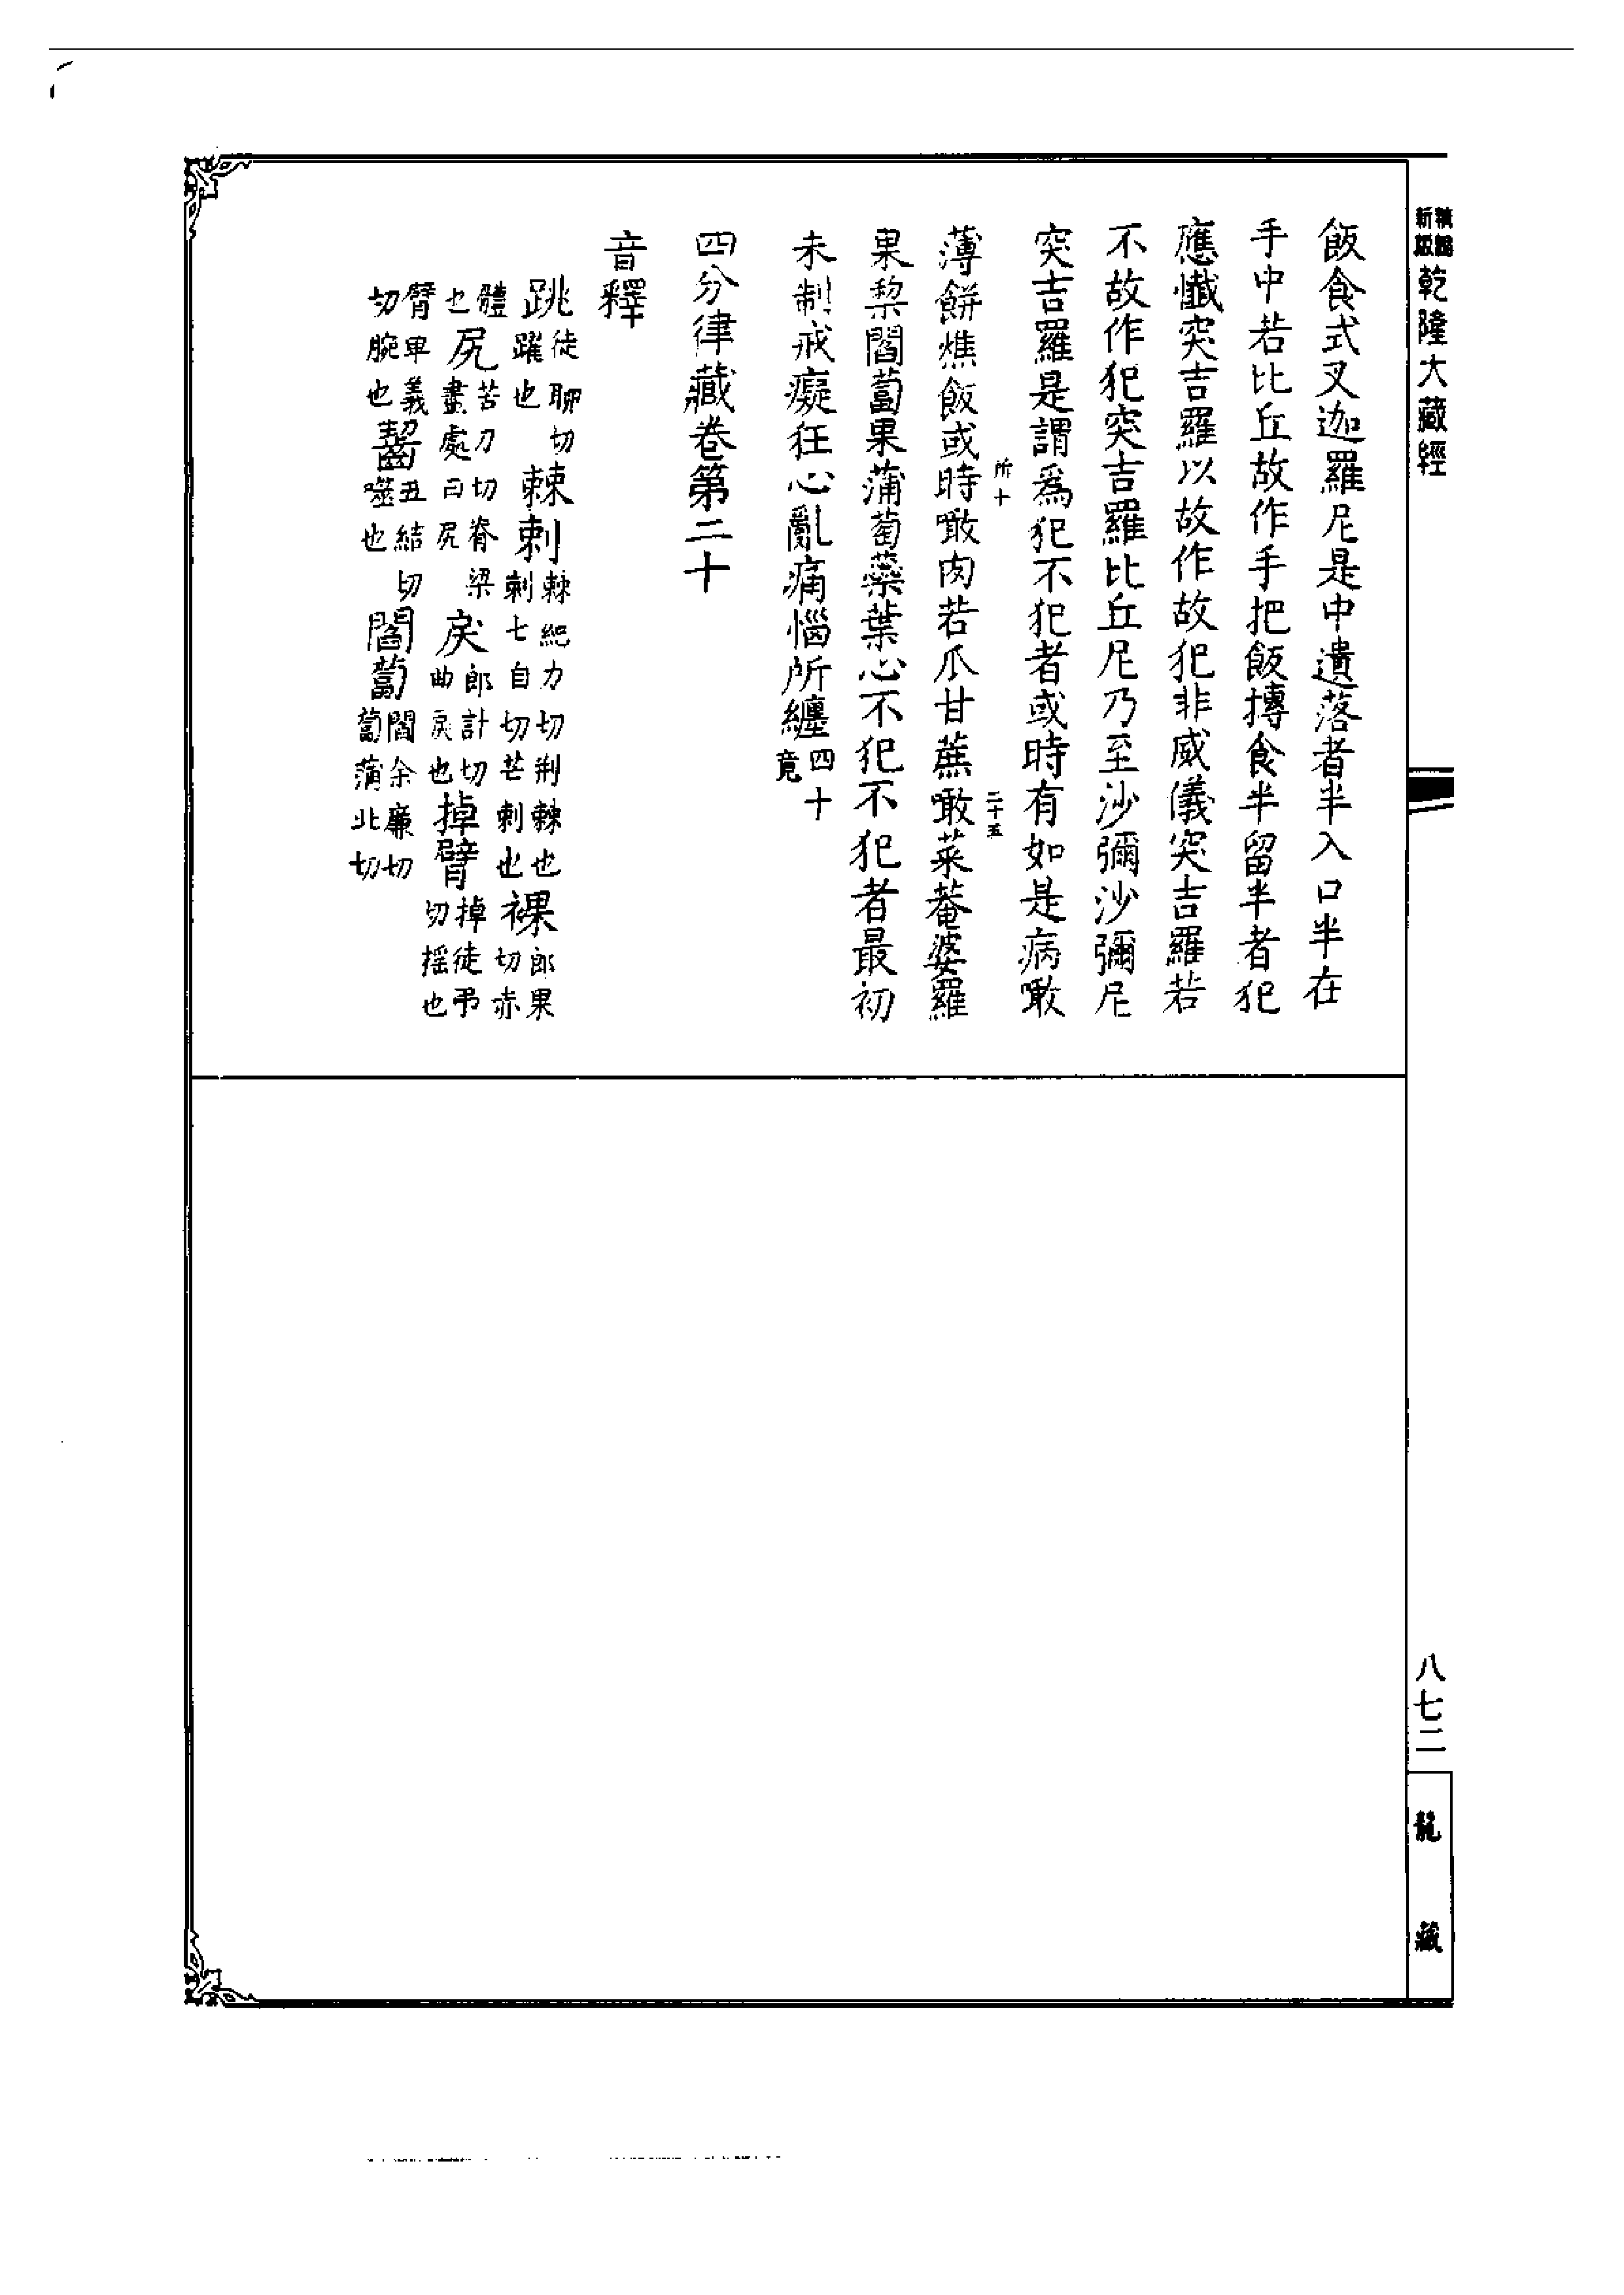 新版
精縮
乾隆大藏經
飯食式叉迦羅尼是中遺落者半入口半在
手中若比丘故作手把飯摶食半留半者犯
應懺突吉羅以故作故犯非威儀突吉羅若
不故作犯突吉羅比丘尼乃至沙彌沙彌尼
突吉羅是謂為犯不犯者或時有如是病噉
所十
二十五
薄餅燋飯或時噉肉若爪甘蔗噉菜菴婆羅
果梨閻蔔果蒲萄蘂葉心不犯不犯者最初
未制戒癡狂心亂痛惱所纏四十竟
四分律藏卷第二十
音釋
跳徒聊切躍也棘刺棘紀力切荆棘也刺七自切芒刺也裸郎果切赤
體也尻苦刀切脊梁盡處曰尻戾郎計切曲戾也掉臂掉徒弔切搖也
臂卑義切腕也齧丑結切噬也閻蔔閻余廉切蔔蒲北切
八七二
龍藏